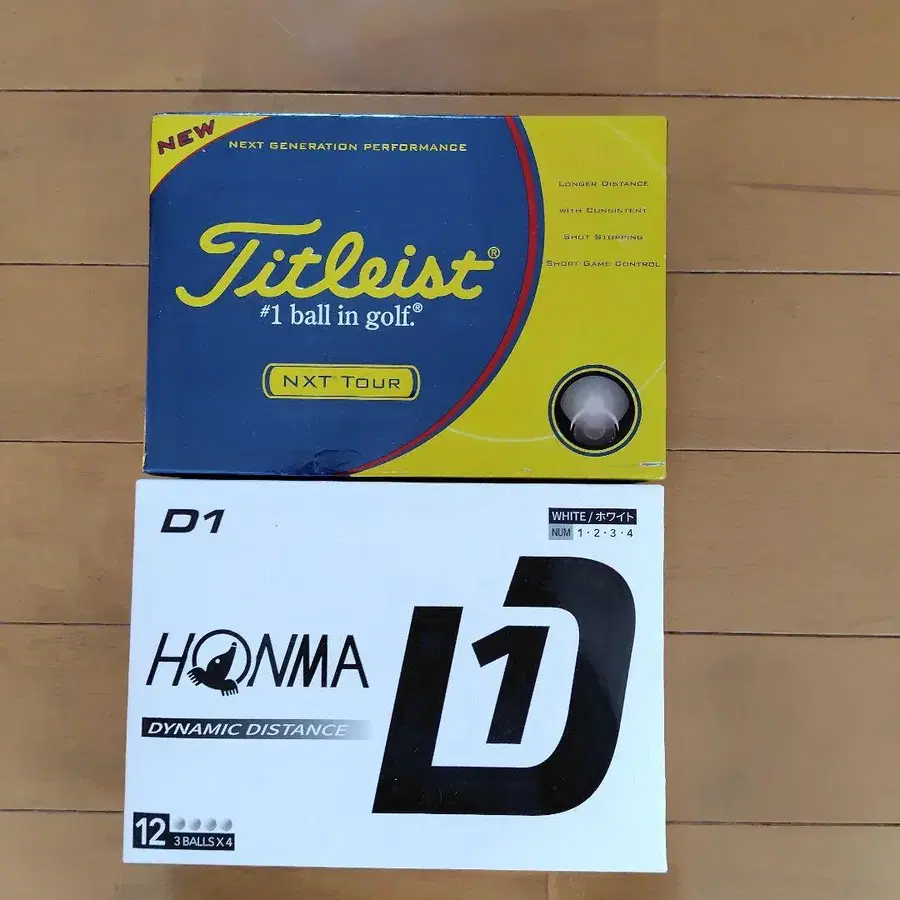 NEW
NEXT GENERATION PERFORMANCE
Titleist®
#1 ball in golf.®
NXT TOUR
LONGER DISTANCE
WITH CONSISTENT
SHOT STOPPING
SHORT GAME CONTROL
D1
WHITE / ホワイト
NUM 1・2・3・4
HONMA
DYNAMIC DISTANCE
D1
12
3 BALLS X 4